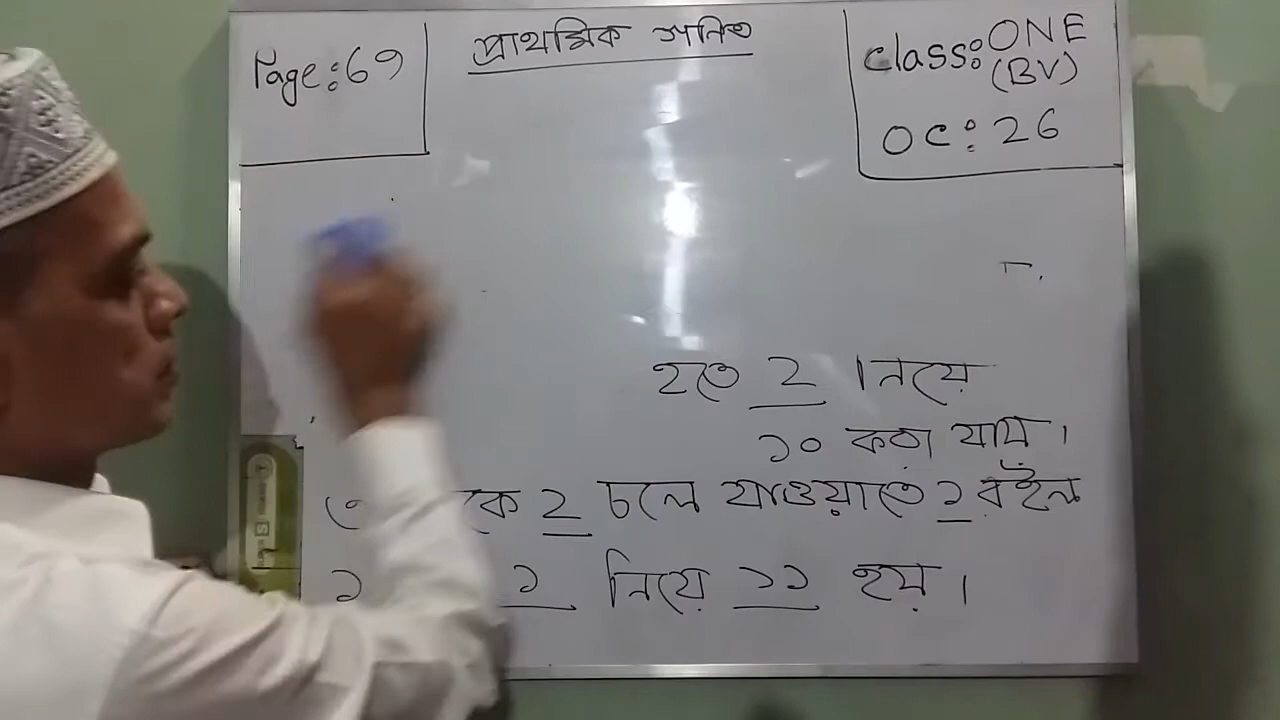 Page: 69
প্রাথমিক গনিত
class: ONE
(BV)
OC: 26
হতে 2 নিয়ে
১০ করা যায়।
কে 2 চলে যাওয়াতে ১ রইল
১ ১ নিয়ে ১১ হয়।